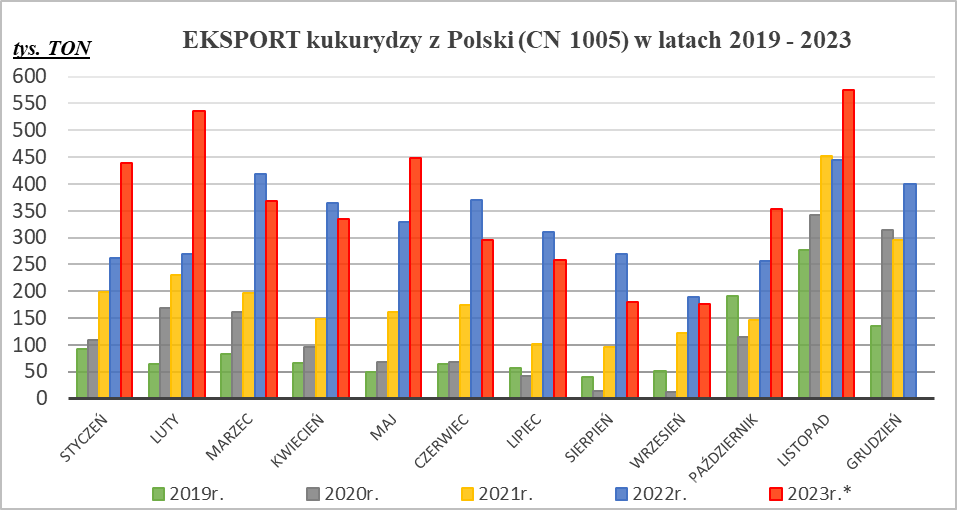 EKSPORT kukurydzy z Polski (CN 1005) w latach 2019 - 2023
tys. TON
600
550
500
450
400
350
300
250
200
150
100
50
0
STYCZEŃ
LUTY
MARZEC
KWIECIEŃ
MAJ
CZERWIEC
LIPIEC
SIERPIEŃ
WRZESIEŃ
PAŹDZIERNIK
LISTOPAD
GRUDZIEŃ
2019r. 2020r. 2021r. 2022r. 2023r.*